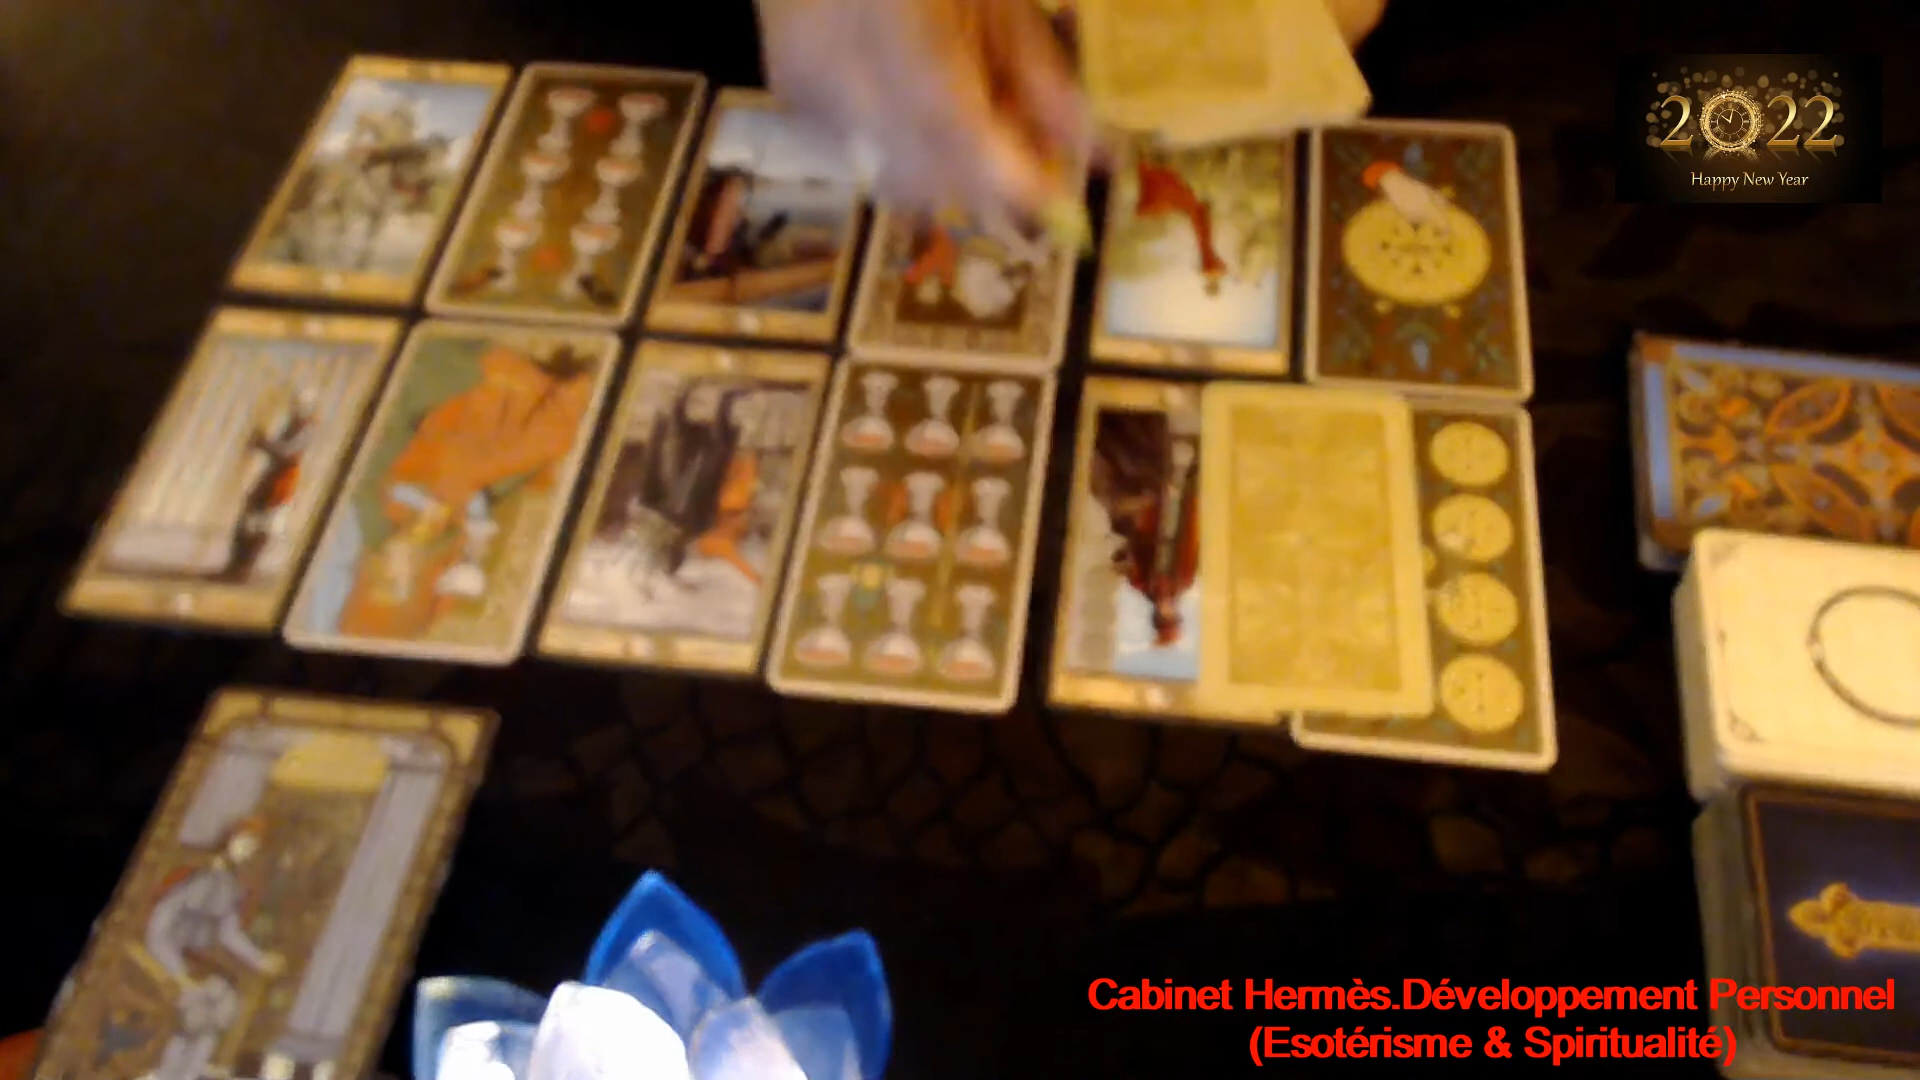 2022
Happy New Year
Cabinet Hermès.Développement Personnel
(Esotérisme & Spiritualité)